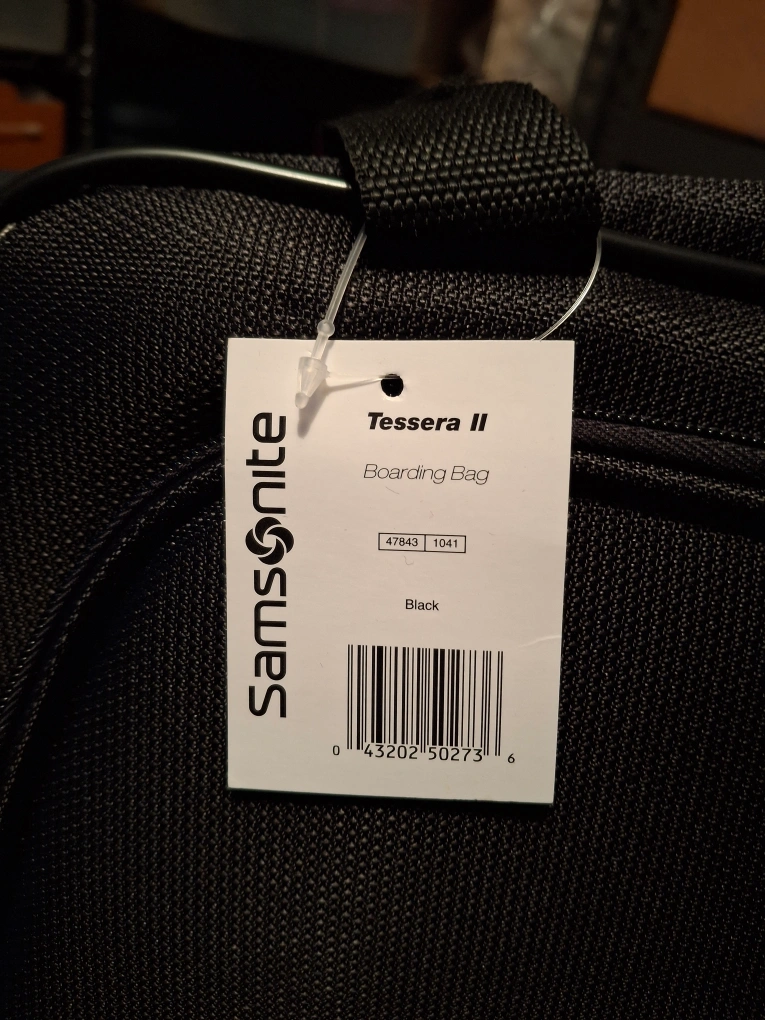 Samsonite
Tessera II
Boarding Bag
47843 1041
Black
0 43202 50273 6